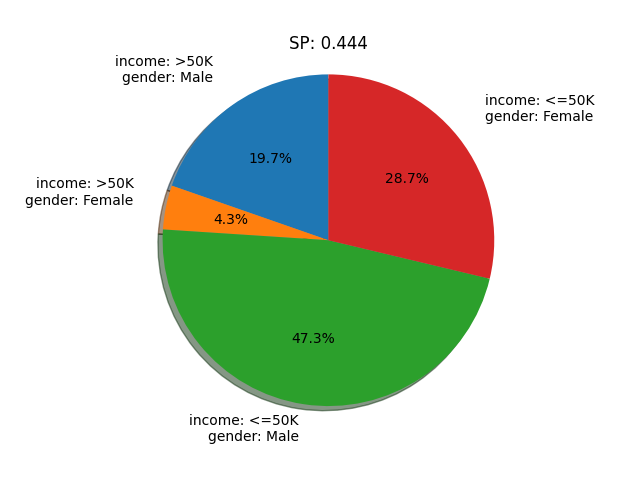 SP: 0.444
income: >50K
gender: Male
income: <=50K
gender: Female
19.7%
28.7%
income: >50K
gender: Female
4.3%
47.3%
income: <=50K
gender: Male